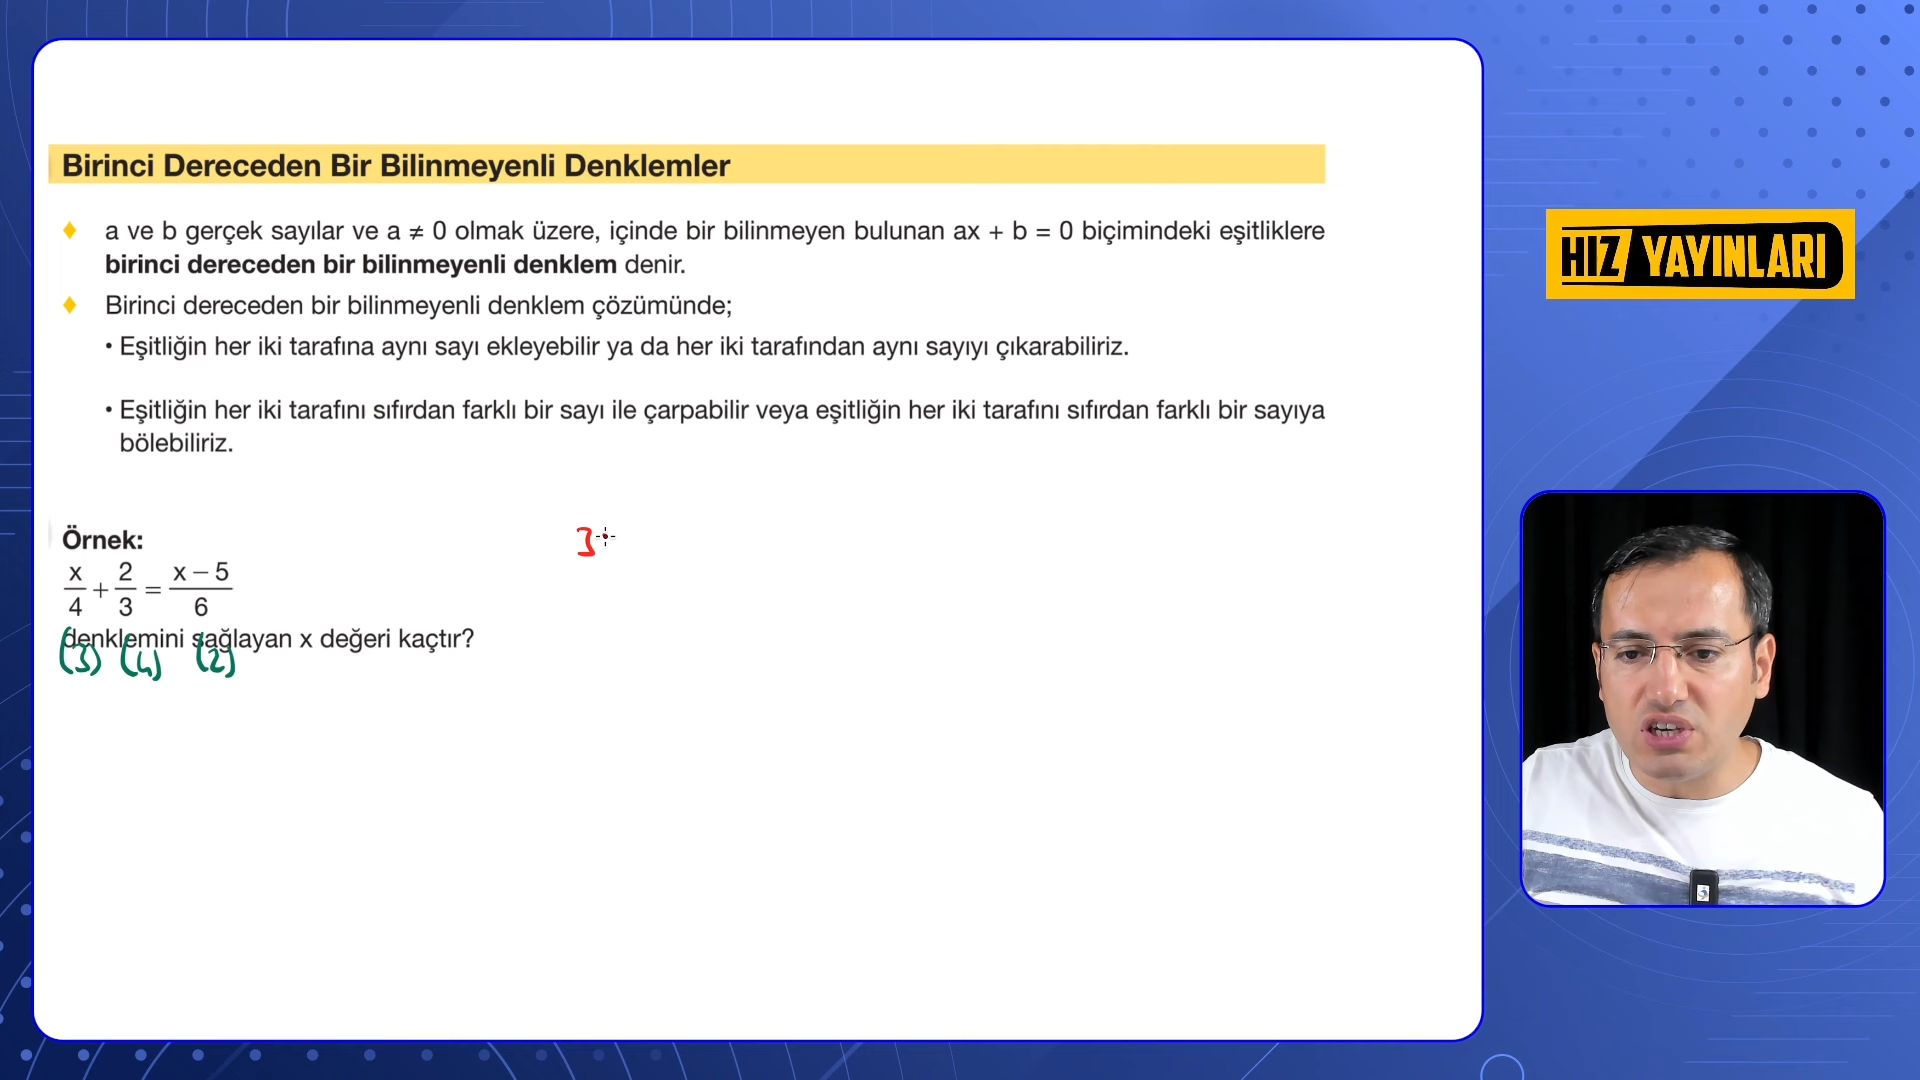 Birinci Dereceden Bir Bilinmeyenli Denklemler
♦ a ve b gerçek sayılar ve a ≠ 0 olmak üzere, içinde bir bilinmeyen bulunan ax + b = 0 biçimindeki eşitliklere
birinci dereceden bir bilinmeyenli denklem denir.
♦ Birinci dereceden bir bilinmeyenli denklem çözümünde;
• Eşitliğin her iki tarafına aynı sayı ekleyebilir ya da her iki tarafından aynı sayıyı çıkarabiliriz.
• Eşitliğin her iki tarafını sıfırdan farklı bir sayı ile çarpabilir veya eşitliğin her iki tarafını sıfırdan farklı bir sayıya
bölebiliriz.
Örnek:
x/4 + 2/3 = x – 5/6
denklemini sağlayan x değeri kaçtır?
(3) (4) (2)
3
HIZ YAYINLARI